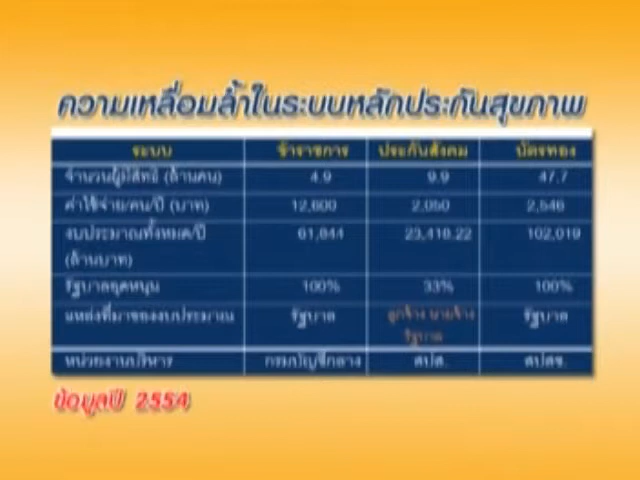 ความเหลื่อมล้ำในระบบหลักประกันสุขภาพ
ระบบ ข้าราชการ ประกันสังคม บัตรทอง
จำนวนผู้มีสิทธิ (ล้านคน) 4.9 9.9 47.7
ค่าใช้จ่าย/คน/ปี (บาท) 12,600 2,050 2,546
งบประมาณทั้งหมด/ปี 61,844 23,418.22 102,019
(ล้านบาท)
รัฐบาลอุดหนุน 100% 33% 100%
แหล่งที่มาของงบประมาณ รัฐบาล ลูกจ้าง นายจ้าง รัฐบาล
รัฐบาล
หน่วยงานบริหาร กรมบัญชีกลาง สปส. สปสช.
ข้อมูลปี 2554